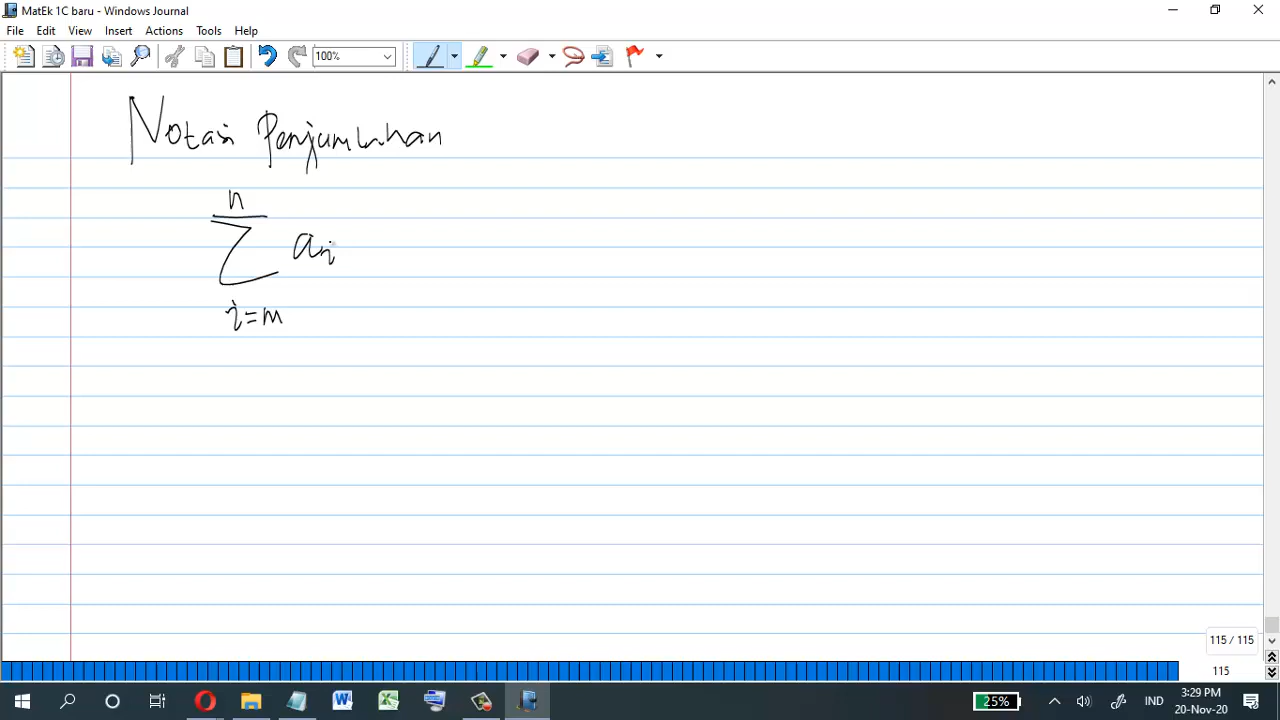 MatEk 1C baru - Windows Journal
File Edit View Insert Actions Tools Help
100%
Notasi Penjumlahan
n
∑ aᵢ
i=m
115 / 115
115
25%
IND
3:29 PM
20-Nov-20